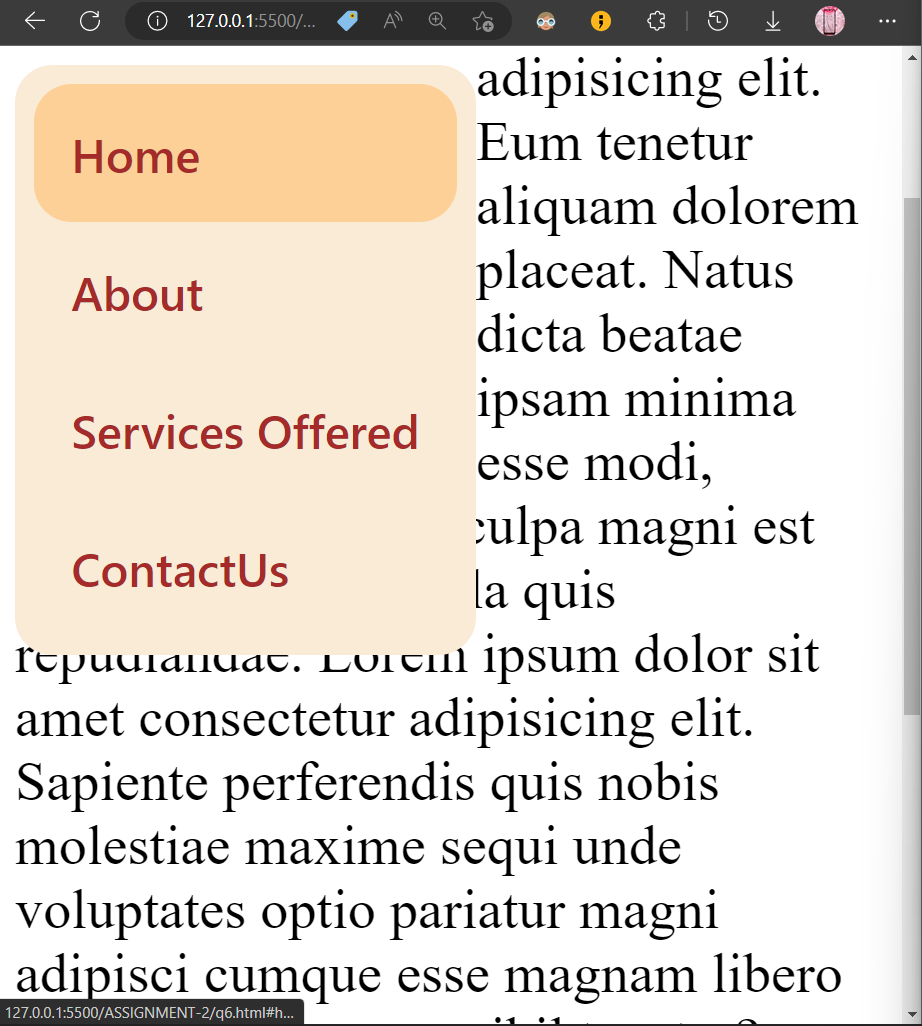 127.0.0.1:5500/...
Home
About
Services Offered
ContactUs
adipisicing elit.
Eum tenetur
aliquam dolorem
placeat. Natus
dicta beatae
ipsam minima
esse modi,
culpa magni est
quis
repudiandae. Lorem ipsum dolor sit
amet consectetur adipisicing elit.
Sapiente perferendis quis nobis
molestiae maxime sequi unde
voluptates optio pariatur magni
adipisci cumque esse magnam libero
127.0.0.1:5500/ASSIGNMENT-2/q6.html#h...